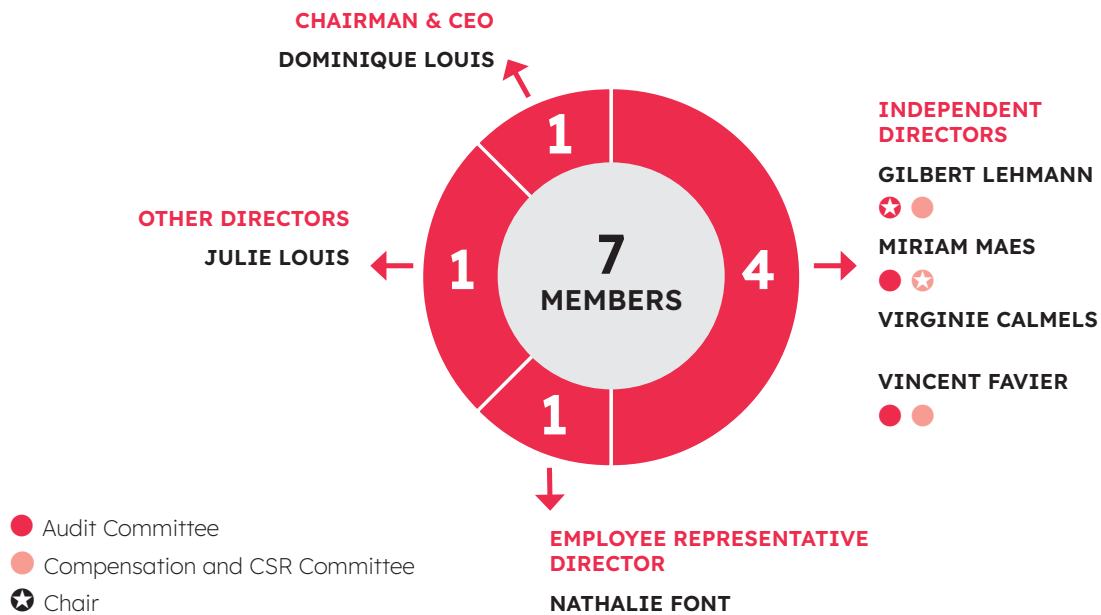 CHAIRMAN & CEO
DOMINIQUE LOUIS
OTHER DIRECTORS
JULIE LOUIS
1
1
1
4
7
MEMBERS
INDEPENDENT
DIRECTORS
GILBERT LEHMANN
MIRIAM MAES
VIRGINIE CALMELS
VINCENT FAVIER
EMPLOYEE REPRESENTATIVE
DIRECTOR
NATHALIE FONT
Audit Committee
Compensation and CSR Committee
Chair